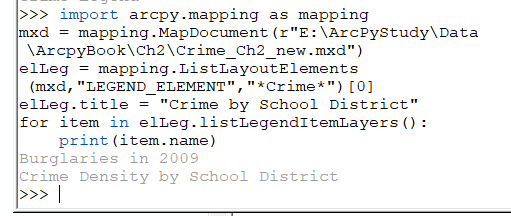 >>> import arcpy.mapping as mapping
mxd = mapping.MapDocument(r"E:\ArcPyStudy\Data
\ArcpyBook\Ch2\Crime_Ch2_new.mxd")
elLeg = mapping.ListLayoutElements
(mxd,"LEGEND_ELEMENT","*Crime*")[0]
elLeg.title = "Crime by School District"
for item in elLeg.listLegendItemLayers():
    print(item.name)
Burglaries in 2009
Crime Density by School District
>>>